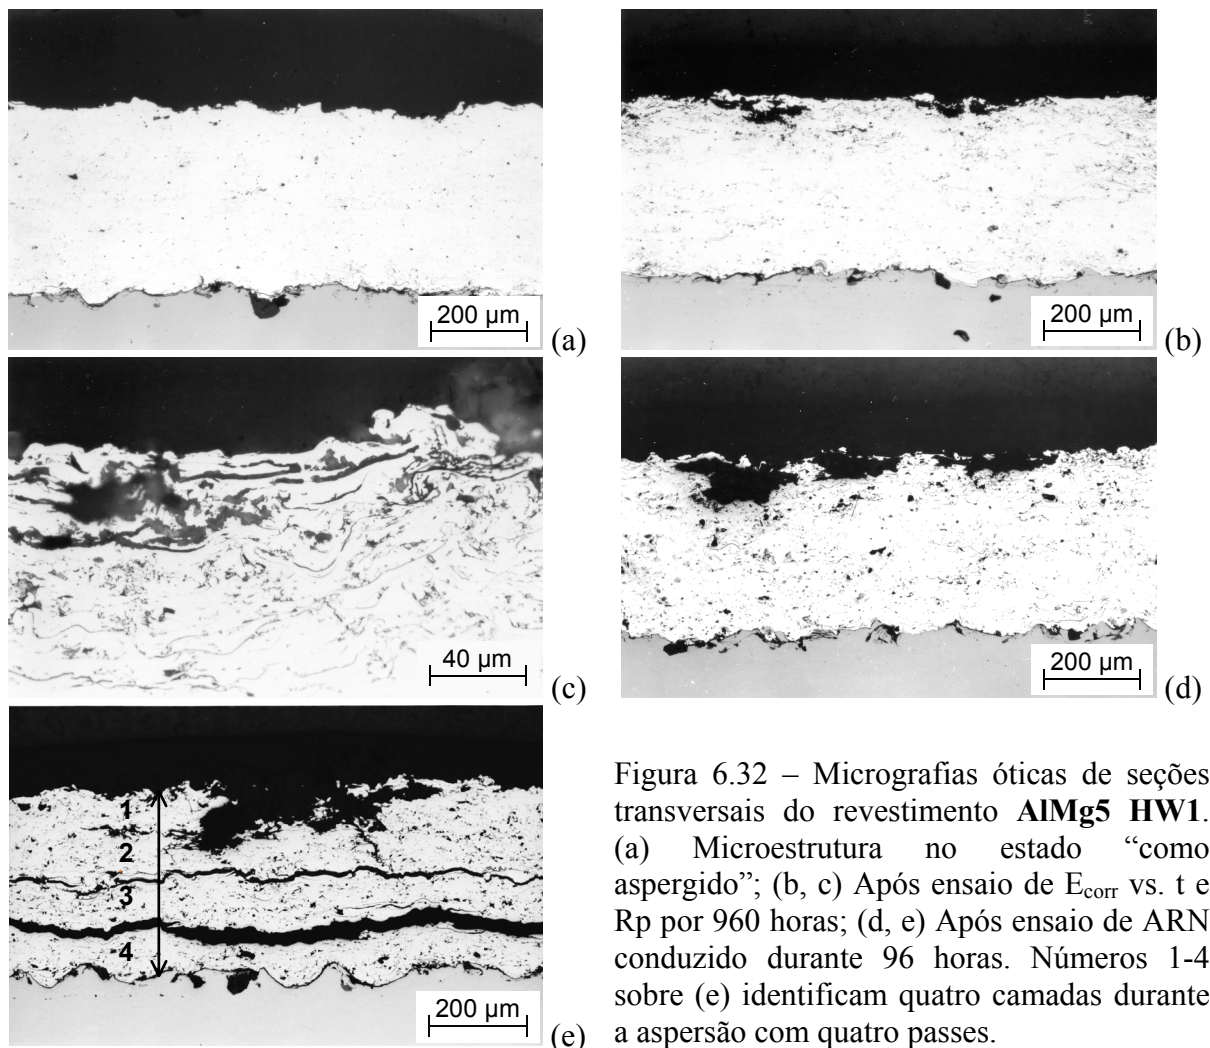 200 µm
(a)
200 µm
(b)
40 µm
(c)
200 µm
(d)
1
2
3
4
200 µm
(e)
Figura 6.32 – Micrografias óticas de seções
transversais do revestimento AlMg5 HW1.
(a) Microestrutura no estado “como
aspergido”; (b, c) Após ensaio de Ecorr vs. t e
Rp por 960 horas; (d, e) Após ensaio de ARN
conduzido durante 96 horas. Números 1-4
sobre (e) identificam quatro camadas durante
a aspersão com quatro passes.